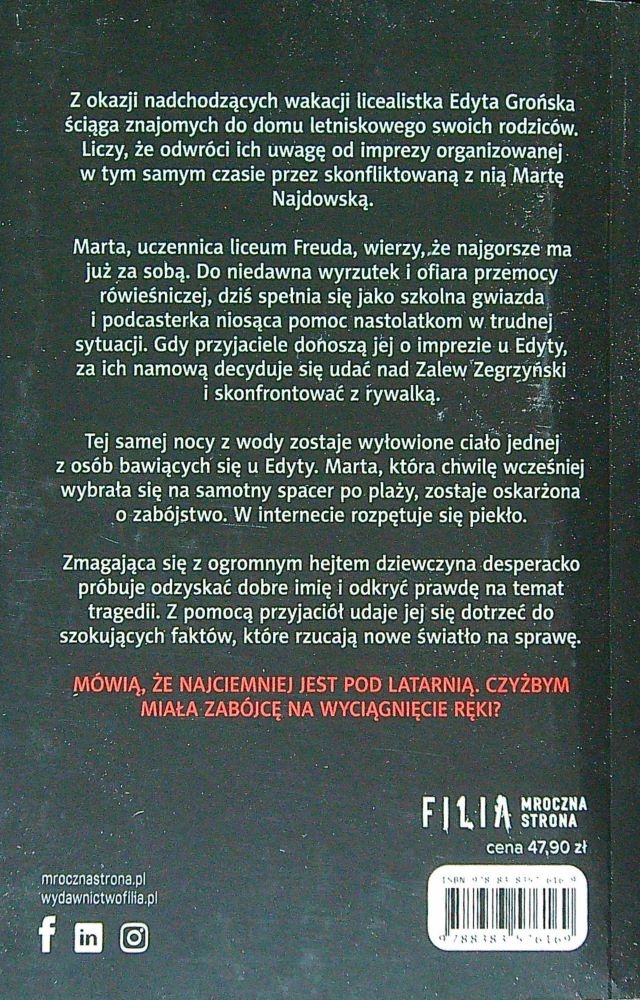 Z okazji nadchodzących wakacji licealistka Edyta Grońska
ściąga znajomych do domu letniskowego swoich rodziców.
Liczy, że odwróci ich uwagę od imprezy organizowanej
w tym samym czasie przez skonfliktowaną z nią Martę
Najdowską.
Marta, uczennica liceum Freuda, wierzy, że najgorsze ma
już za sobą. Do niedawna wyrzutek i ofiara przemocy
rówieśniczej, dziś spełnia się jako szkolna gwiazda
i podcasterka niosąca pomoc nastolatkom w trudnej
sytuacji. Gdy przyjaciele donoszą jej o imprezie u Edyty,
za ich namową decyduje się udać nad Zalew Zegrzyński
i skonfrontować z rywalką.
Tej samej nocy z wody zostaje wyłowione ciało jednej
z osób bawiących się u Edyty. Marta, która chwilę wcześniej
wybrała się na samotny spacer po plaży, zostaje oskarżona
o zabójstwo. W internecie rozpętuje się piekło.
Zmagająca się z ogromnym hejtem dziewczyna desperacko
próbuje odzyskać dobre imię i odkryć prawdę na temat
tragedii. Z pomocą przyjaciół udaje jej się dotrzeć do
szokujących faktów, które rzucają nowe światło na sprawę.
MÓWIĄ, ŻE NAJCIEMNIEJ JEST POD LATARNIĄ. CZYŻBYM
MIAŁA ZABÓJCĘ NA WYCIĄGNIĘCIE RĘKI?
FILIA MROCZNA
STRONA
cena 47,90 zł
mrocznastrona.pl
wydawnictwofilia.pl
f in
ISBN 978 83 8357 616 9
9788383576169